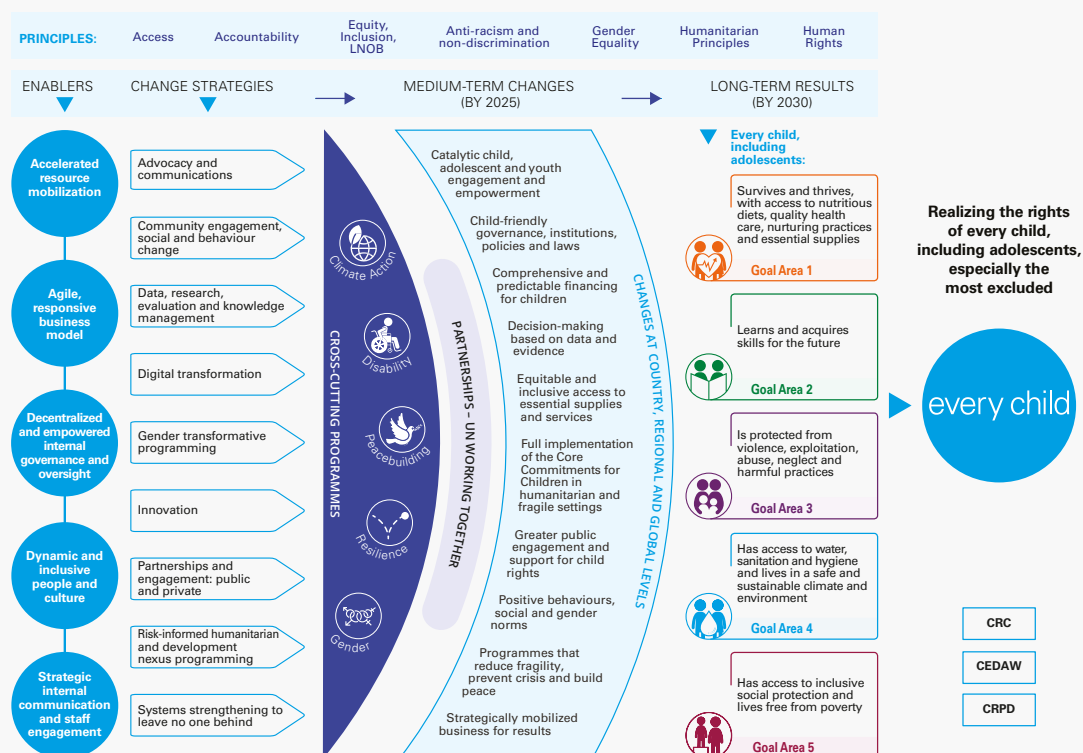 PRINCIPLES:
Access
Accountability
Equity,
Inclusion,
LNOB
Anti-racism and
non-discrimination
Gender
Equality
Humanitarian
Principles
Human
Rights
ENABLERS
CHANGE STRATEGIES
MEDIUM-TERM CHANGES
(BY 2025)
LONG-TERM RESULTS
(BY 2030)
Accelerated
resource
mobilization
Agile,
responsive
business
model
Decentralized
and empowered
internal
governance and
oversight
Dynamic and
inclusive
people and
culture
Strategic
internal
communication
and staff
engagement
Advocacy and
communications
Community engagement,
social and behaviour
change
Data, research,
evaluation and knowledge
management
Digital transformation
Gender transformative
programming
Innovation
Partnerships and
engagement: public
and private
Risk-informed humanitarian
and development
nexus programming
Systems strengthening to
leave no one behind
CROSS-CUTTING PROGRAMMES
Climate Action
Disability
Peacebuilding
Resilience
Gender
PARTNERSHIPS – UN WORKING TOGETHER
Catalytic child,
adolescent and youth
engagement and
empowerment
Child-friendly
governance, institutions,
policies and laws
Comprehensive and
predictable financing
for children
Decision-making
based on data and
evidence
Equitable and
inclusive access to
essential supplies
and services
Full implementation
of the Core
Commitments for
Children in
humanitarian and
fragile settings
Greater public
engagement and
support for child
rights
Positive behaviours,
social and gender
norms
Programmes that
reduce fragility,
prevent crisis and build
peace
Strategically mobilized
business for results
CHANGES AT COUNTRY, REGIONAL AND GLOBAL LEVELS
Every child,
including
adolescents:
Survives and thrives,
with access to nutritious
diets, quality health
care, nurturing practices
and essential supplies
Goal Area 1
Learns and acquires
skills for the future
Goal Area 2
Is protected from
violence, exploitation,
abuse, neglect and
harmful practices
Goal Area 3
Has access to water,
sanitation and hygiene
and lives in a safe and
sustainable climate and
environment
Goal Area 4
Has access to inclusive
social protection and
lives free from poverty
Goal Area 5
Realizing the rights
of every child,
including adolescents,
especially the
most excluded
every child
CRC
CEDAW
CRPD